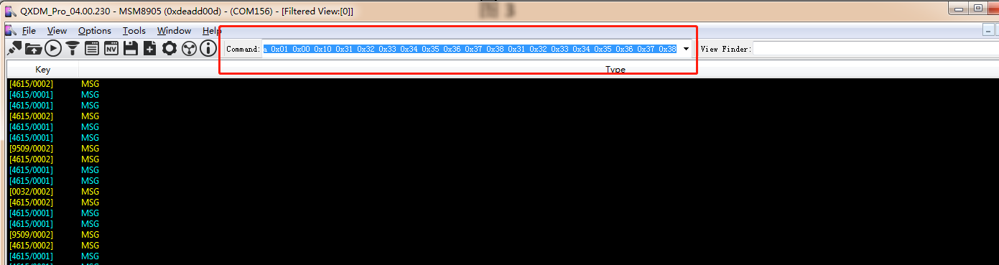 QXDM_Pro_04.00.230 - MSM8905 (0xdeadd00d) - (COM156) - [Filtered View:[0]]
File View Options Tools Window Help
NV Command: a 0x01 0x00 0x10 0x31 0x32 0x33 0x34 0x35 0x36 0x37 0x38 0x31 0x32 0x33 0x34 0x35 0x36 0x37 0x38 View Finder:
Key Type
[4615/0002] MSG
[4615/0001] MSG
[4615/0001] MSG
[4615/0002] MSG
[4615/0001] MSG
[4615/0001] MSG
[9509/0002] MSG
[4615/0002] MSG
[4615/0001] MSG
[4615/0001] MSG
[0032/0002] MSG
[4615/0002] MSG
[4615/0001] MSG
[4615/0001] MSG
[9509/0002] MSG
[4615/0002] MSG
[4615/0001] MSG